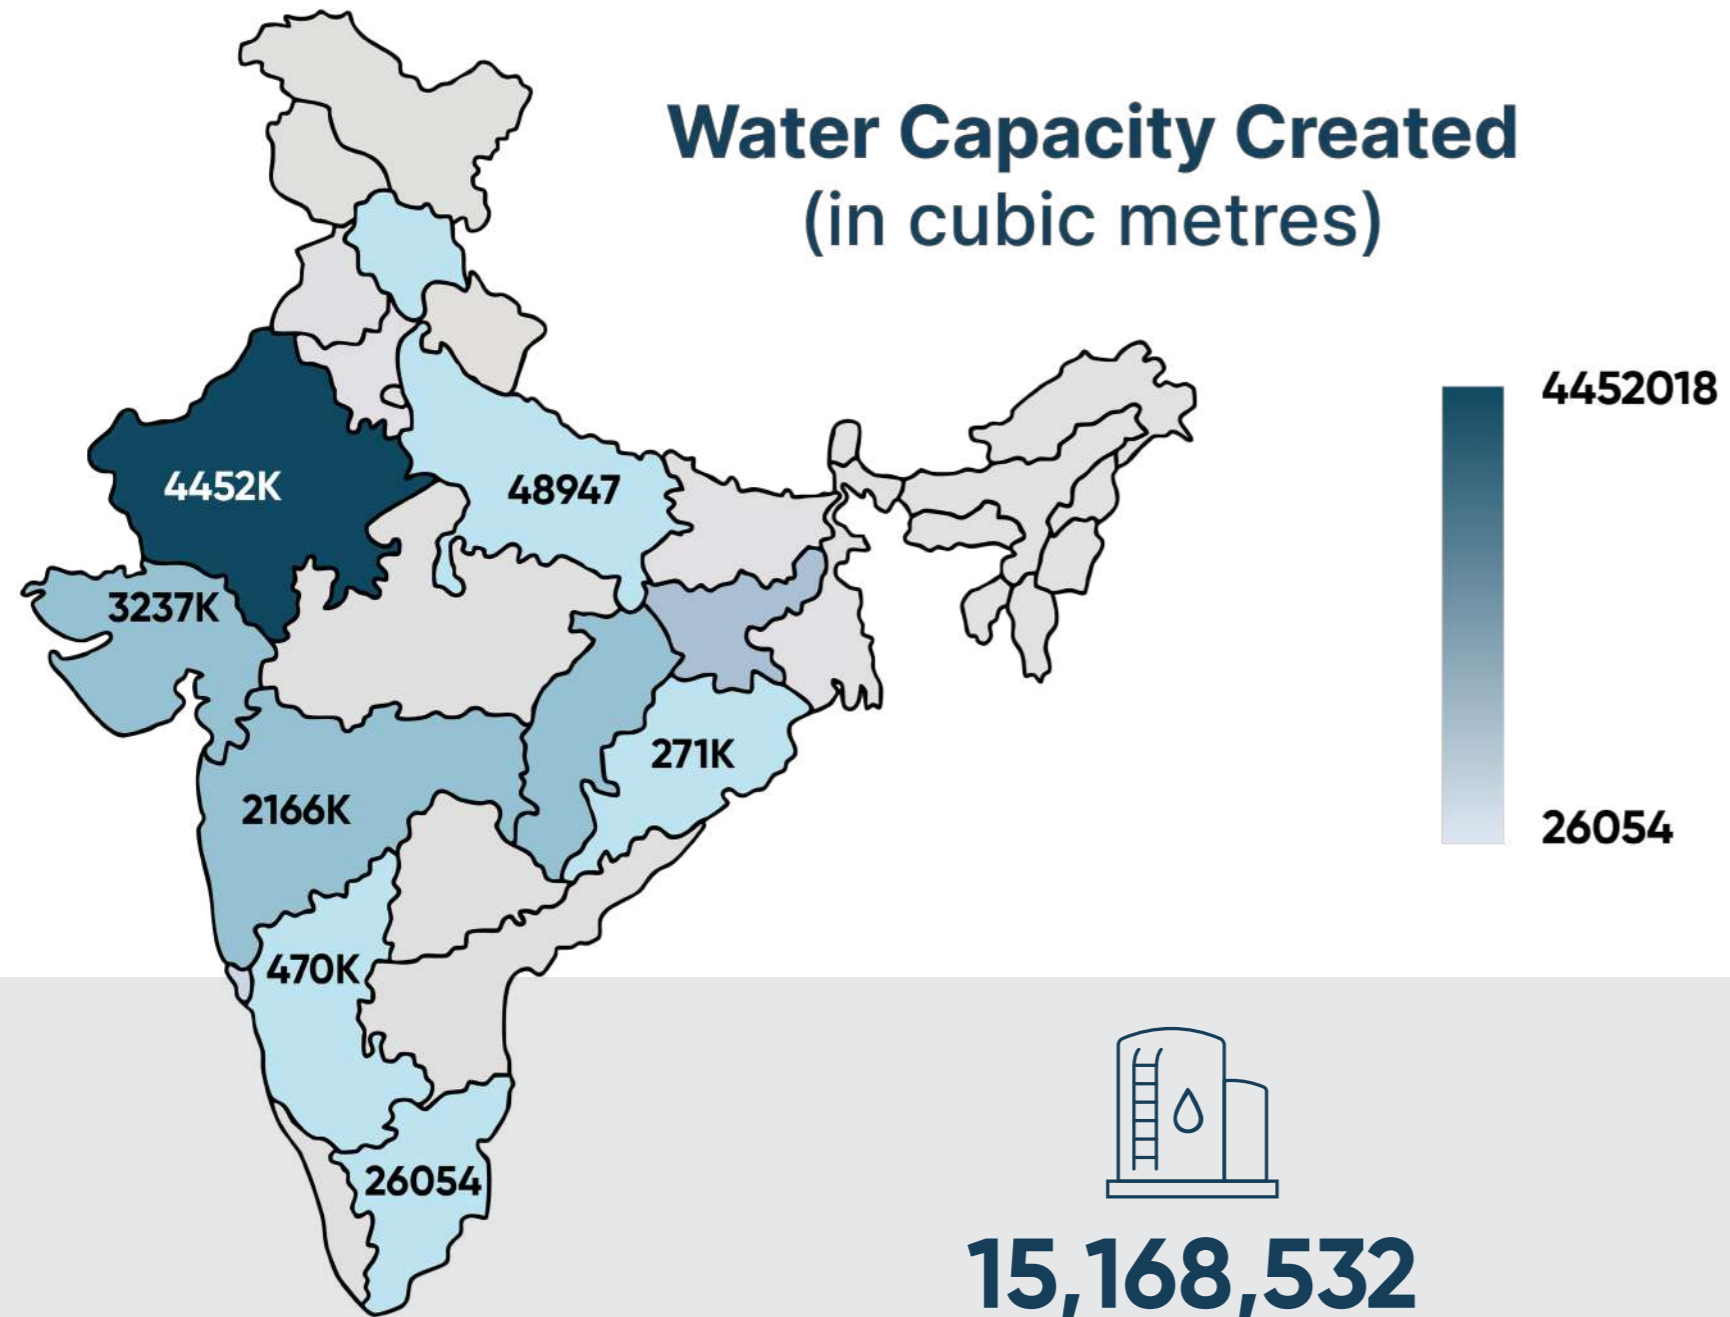 Water Capacity Created
(in cubic metres)
4452018
4452K
48947
3237K
271K
2166K
26054
470K
26054
15,168,532